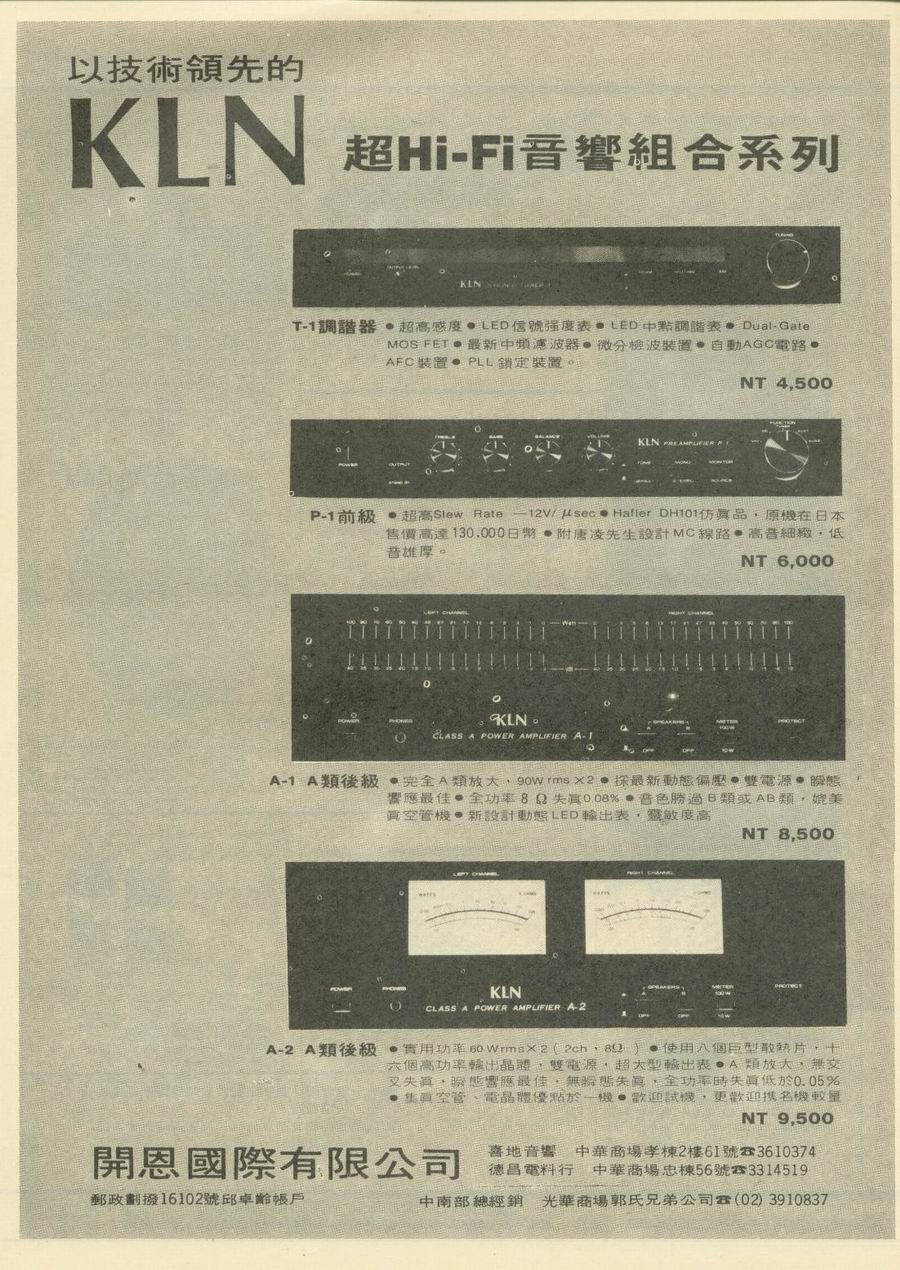 以技術領先的
KLN
超Hi-Fi音響組合系列
TUNING
OUTPUT LEVEL
KLN STEREO TUNER
T-1調諧器 ●超高感度●LED信號强度表●LED中點調諧表●Dual-Gate
MOS FET●最新中頻濾波器●微分檢波裝置●自動AGC電路●
AFC裝置●PLL鎖定裝置。
NT 4,500
FUNCTION
TUNER
TREBLE BASS BALANCE VOLUME
KLN PREAMPLIFIER P-1
POWER OUTPUT TONE MONO MONITOR
P-1前級 ●超高Slew Rate —12V/μsec●Hafler DH101仿眞品，原機在日本
售價高達130.000日幣●附唐凌先生設計MC線路●高音細緻，低
音雄厚。
NT 6,000
LEFT CHANNEL RIGHT CHANNEL
Watt
dB
POWER PHONES
KLN
CLASS A POWER AMPLIFIER A-1
SPEAKERS METER PROTECT
A B 100W
OFF OFF 10W
A-1 A類後級 ●完全A類放大，90W rms×2●採最新動態偏壓●雙電源●瞬態
響應最佳●全功率8Ω失眞0.08%●音色勝過B類或AB類，媲美
眞空管機●新設計動態LED輸出表，靈敏度高
NT 8,500
LEFT CHANNEL RIGHT CHANNEL
WATTS 8 OHMS WATTS 8 OHMS
POWER PHONES
KLN
CLASS A POWER AMPLIFIER A-2
SPEAKERS METER PROTECT
A B 100W
OFF OFF 10W
A-2 A類後級 ●實用功率60Wrms×2（2ch，8Ω）●使用八個巨型散熱片，十
六個高功率輸出晶體，雙電源，超大型輸出表●A類放大，無交
叉失眞，瞬態響應最佳，無瞬態失眞，全功率時失眞低於0.05%
●集眞空管、電晶體優點於一機●歡迎試機，更歡迎携名機較量
NT 9,500
開恩國際有限公司
喜地音響 中華商場孝棟2樓61號☎3610374
德昌電料行 中華商場忠棟56號☎3314519
郵政劃撥16102號邱卓齡帳戶
中南部總經銷 光華商場郭氏兄弟公司☎(02) 3910837